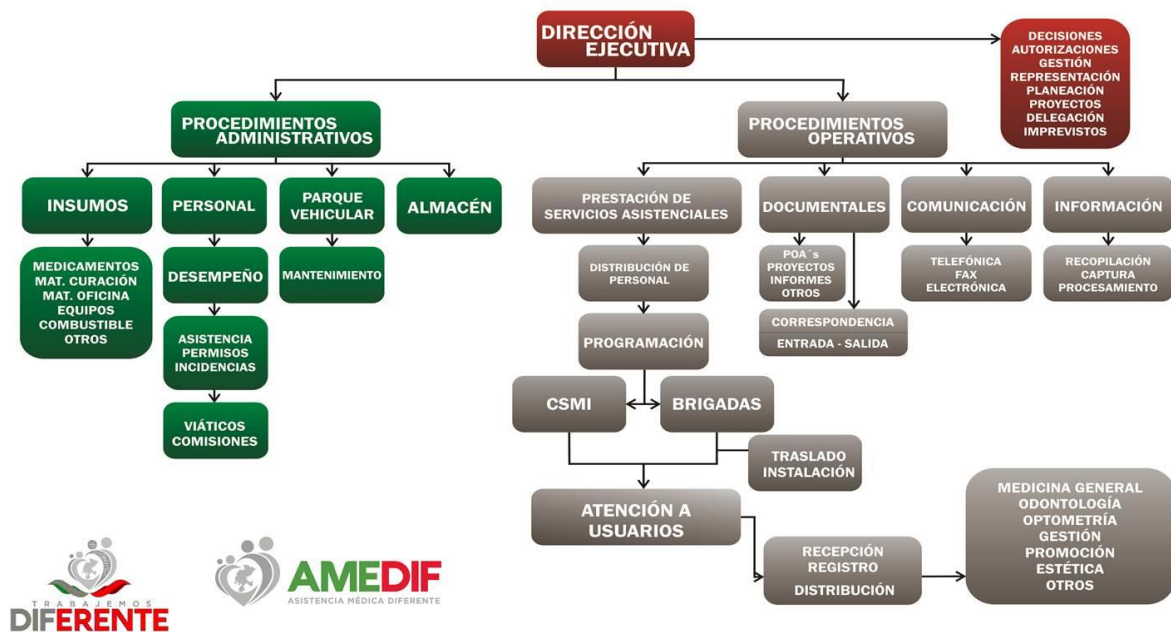 DIRECCIÓN
EJECUTIVA
DECISIONES
AUTORIZACIONES
GESTIÓN
REPRESENTACIÓN
PLANEACIÓN
PROYECTOS
DELEGACIÓN
IMPREVISTOS
PROCEDIMIENTOS
ADMINISTRATIVOS
PROCEDIMIENTOS
OPERATIVOS
INSUMOS
PERSONAL
PARQUE
VEHICULAR
ALMACÉN
PRESTACIÓN DE
SERVICIOS ASISTENCIALES
DOCUMENTALES
COMUNICACIÓN
INFORMACIÓN
MEDICAMENTOS
MAT. CURACIÓN
MAT. OFICINA
EQUIPOS
COMBUSTIBLE
OTROS
DESEMPEÑO
MANTENIMIENTO
DISTRIBUCIÓN DE
PERSONAL
POA´s
PROYECTOS
INFORMES
OTROS
TELEFÓNICA
FAX
ELECTRÓNICA
RECOPILACIÓN
CAPTURA
PROCESAMIENTO
ASISTENCIA
PERMISOS
INCIDENCIAS
PROGRAMACIÓN
CORRESPONDENCIA
ENTRADA - SALIDA
VIÁTICOS
COMISIONES
CSMI
BRIGADAS
TRASLADO
INSTALACIÓN
ATENCIÓN A
USUARIOS
RECEPCIÓN
REGISTRO
DISTRIBUCIÓN
MEDICINA GENERAL
ODONTOLOGÍA
OPTOMETRÍA
GESTIÓN
PROMOCIÓN
ESTÉTICA
OTROS
TRABAJEMOS
DIFERENTE
AMEDIF
ASISTENCIA MÉDICA DIFERENTE